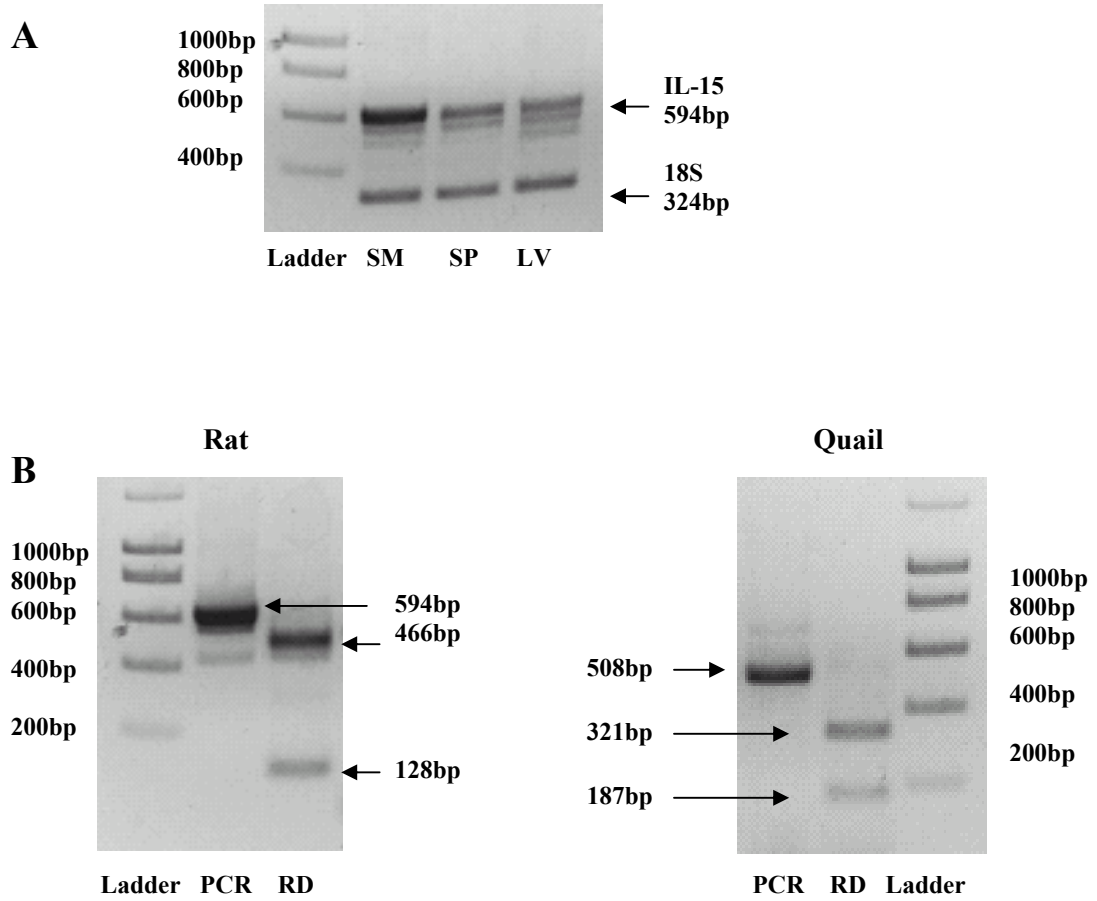 A
1000bp
800bp
600bp
400bp
IL-15
594bp
18S
324bp
Ladder SM SP LV
B
Rat
1000bp
800bp
600bp
400bp
200bp
594bp
466bp
128bp
Ladder PCR RD
Quail
508bp
321bp
187bp
1000bp
800bp
600bp
400bp
200bp
PCR RD Ladder